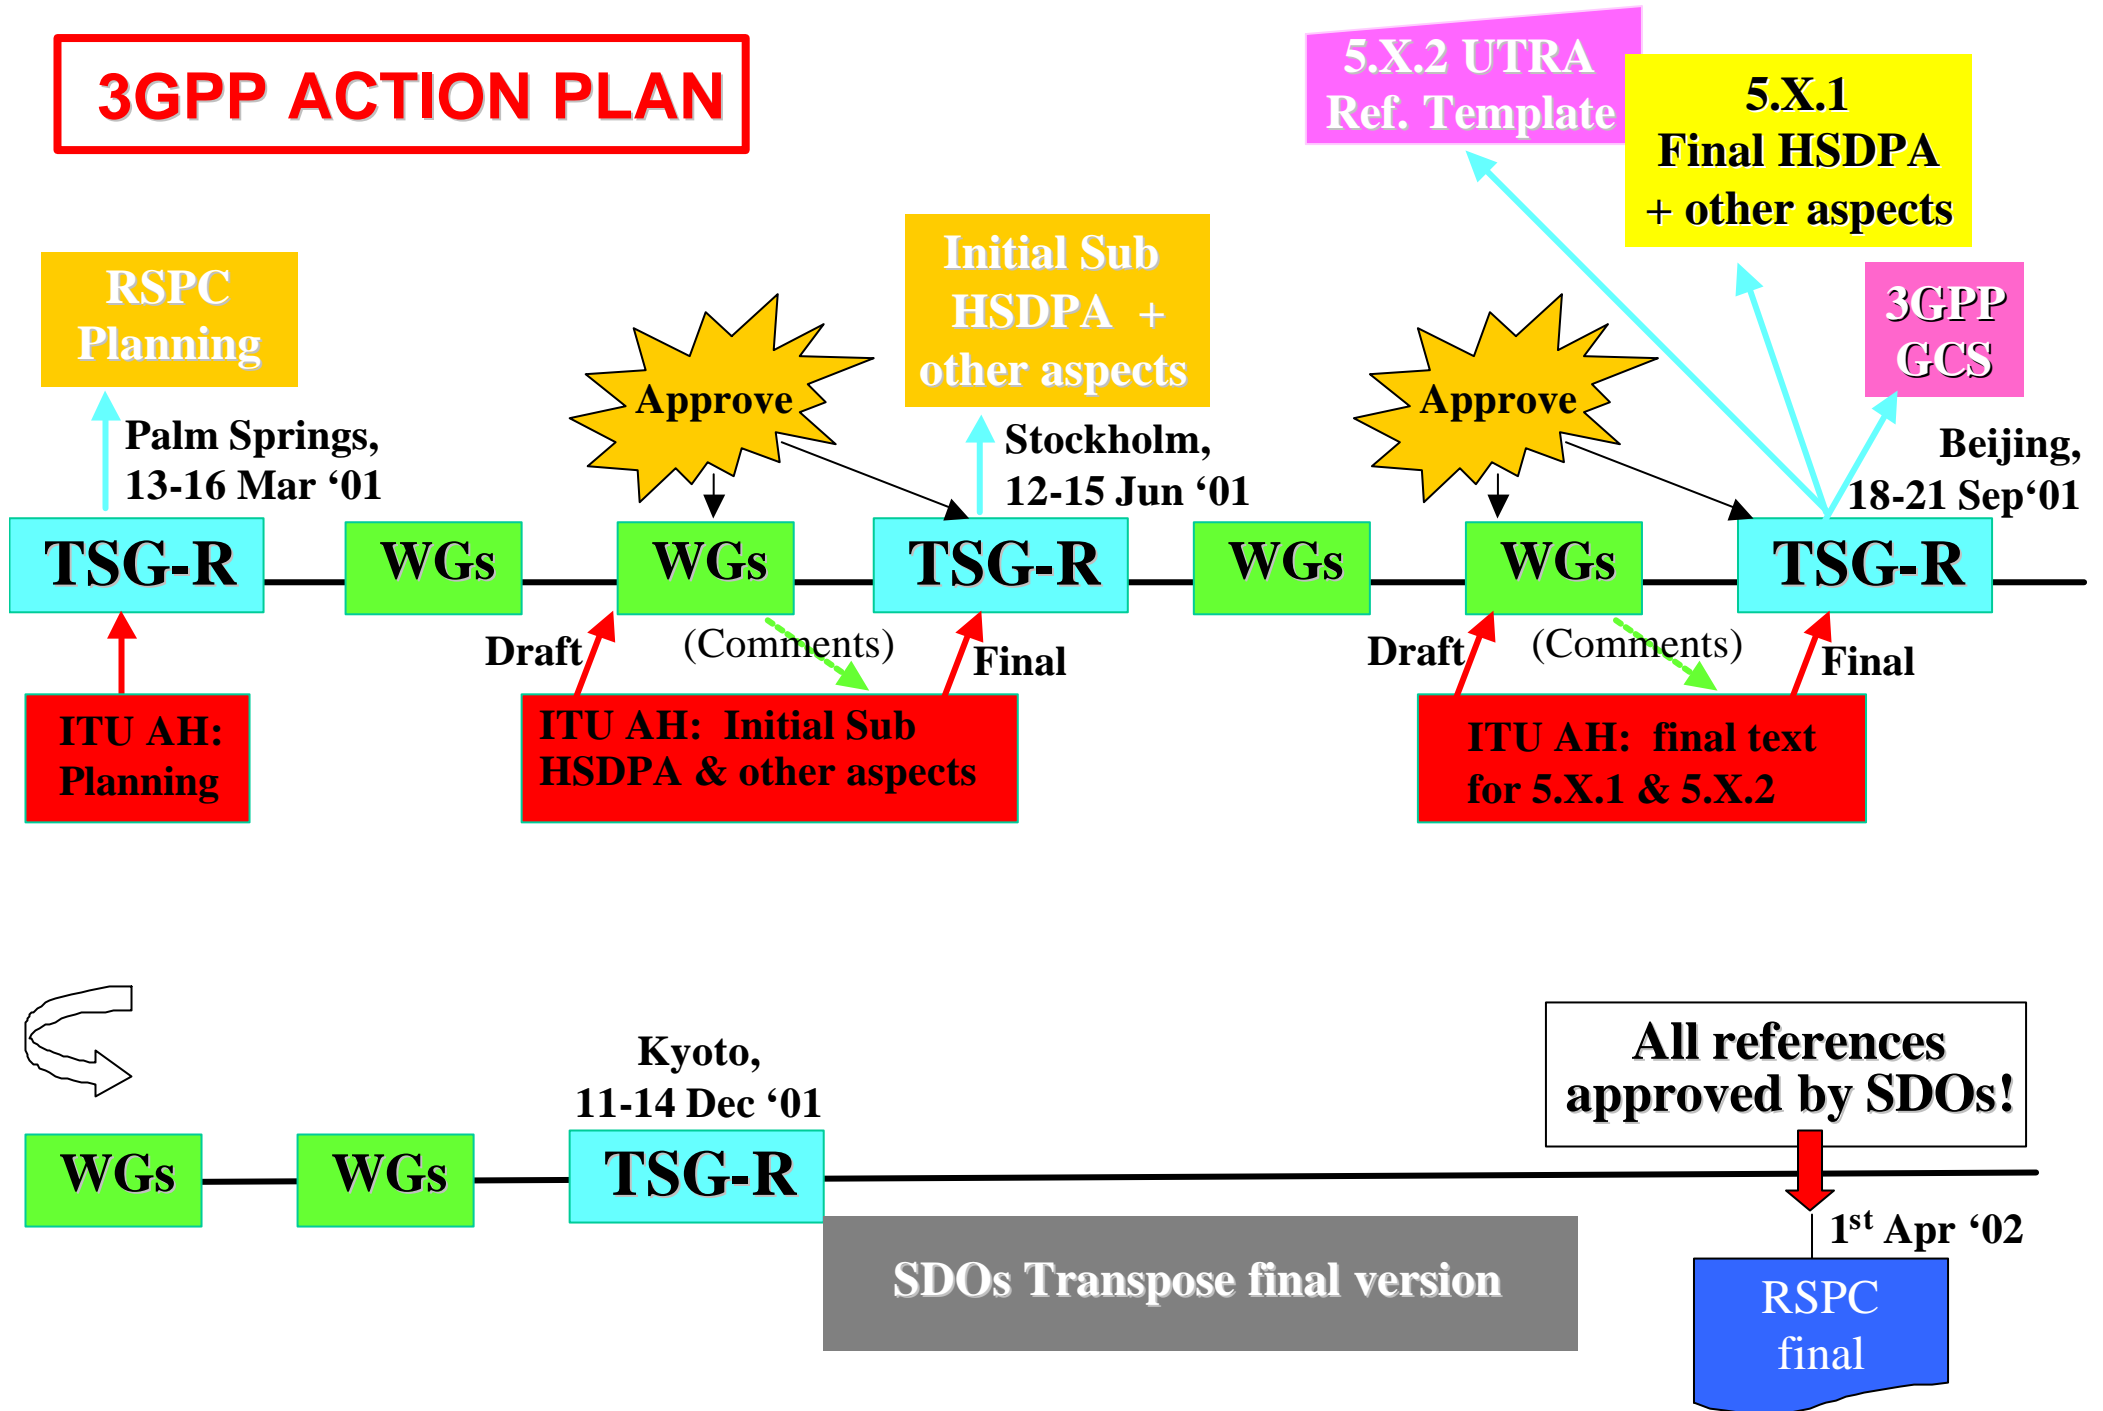 3GPP ACTION PLAN
5.X.2 UTRA
Ref. Template
5.X.1
Final HSDPA
+ other aspects
RSPC
Planning
Initial Sub
HSDPA +
other aspects
3GPP
GCS
Approve
Approve
Palm Springs,
13-16 Mar ‘01
Stockholm,
12-15 Jun ‘01
Beijing,
18-21 Sep‘01
TSG-R
WGs
WGs
TSG-R
WGs
WGs
TSG-R
Draft
(Comments)
Final
Draft
(Comments)
Final
ITU AH:
Planning
ITU AH: Initial Sub
HSDPA & other aspects
ITU AH: final text
for 5.X.1 & 5.X.2
Kyoto,
11-14 Dec ‘01
All references
approved by SDOs!
WGs
WGs
TSG-R
1st Apr ‘02
SDOs Transpose final version
RSPC
final